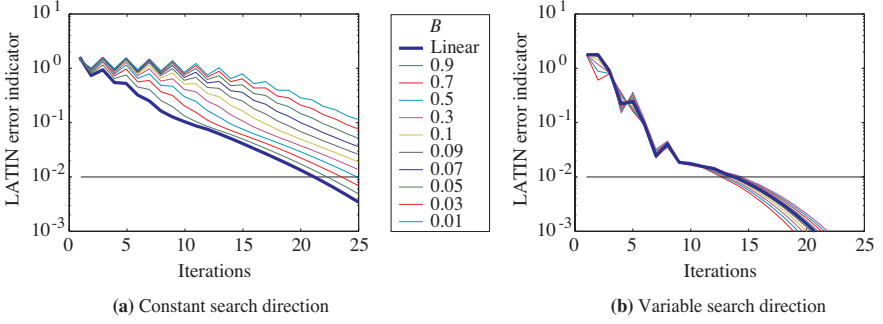 LATIN error indicator
10^1
10^0
10^-1
10^-2
10^-3
0 5 10 15 20 25
Iterations
(a) Constant search direction
B
Linear
0.9
0.7
0.5
0.3
0.1
0.09
0.07
0.05
0.03
0.01
LATIN error indicator
10^1
10^0
10^-1
10^-2
10^-3
0 5 10 15 20 25
Iterations
(b) Variable search direction